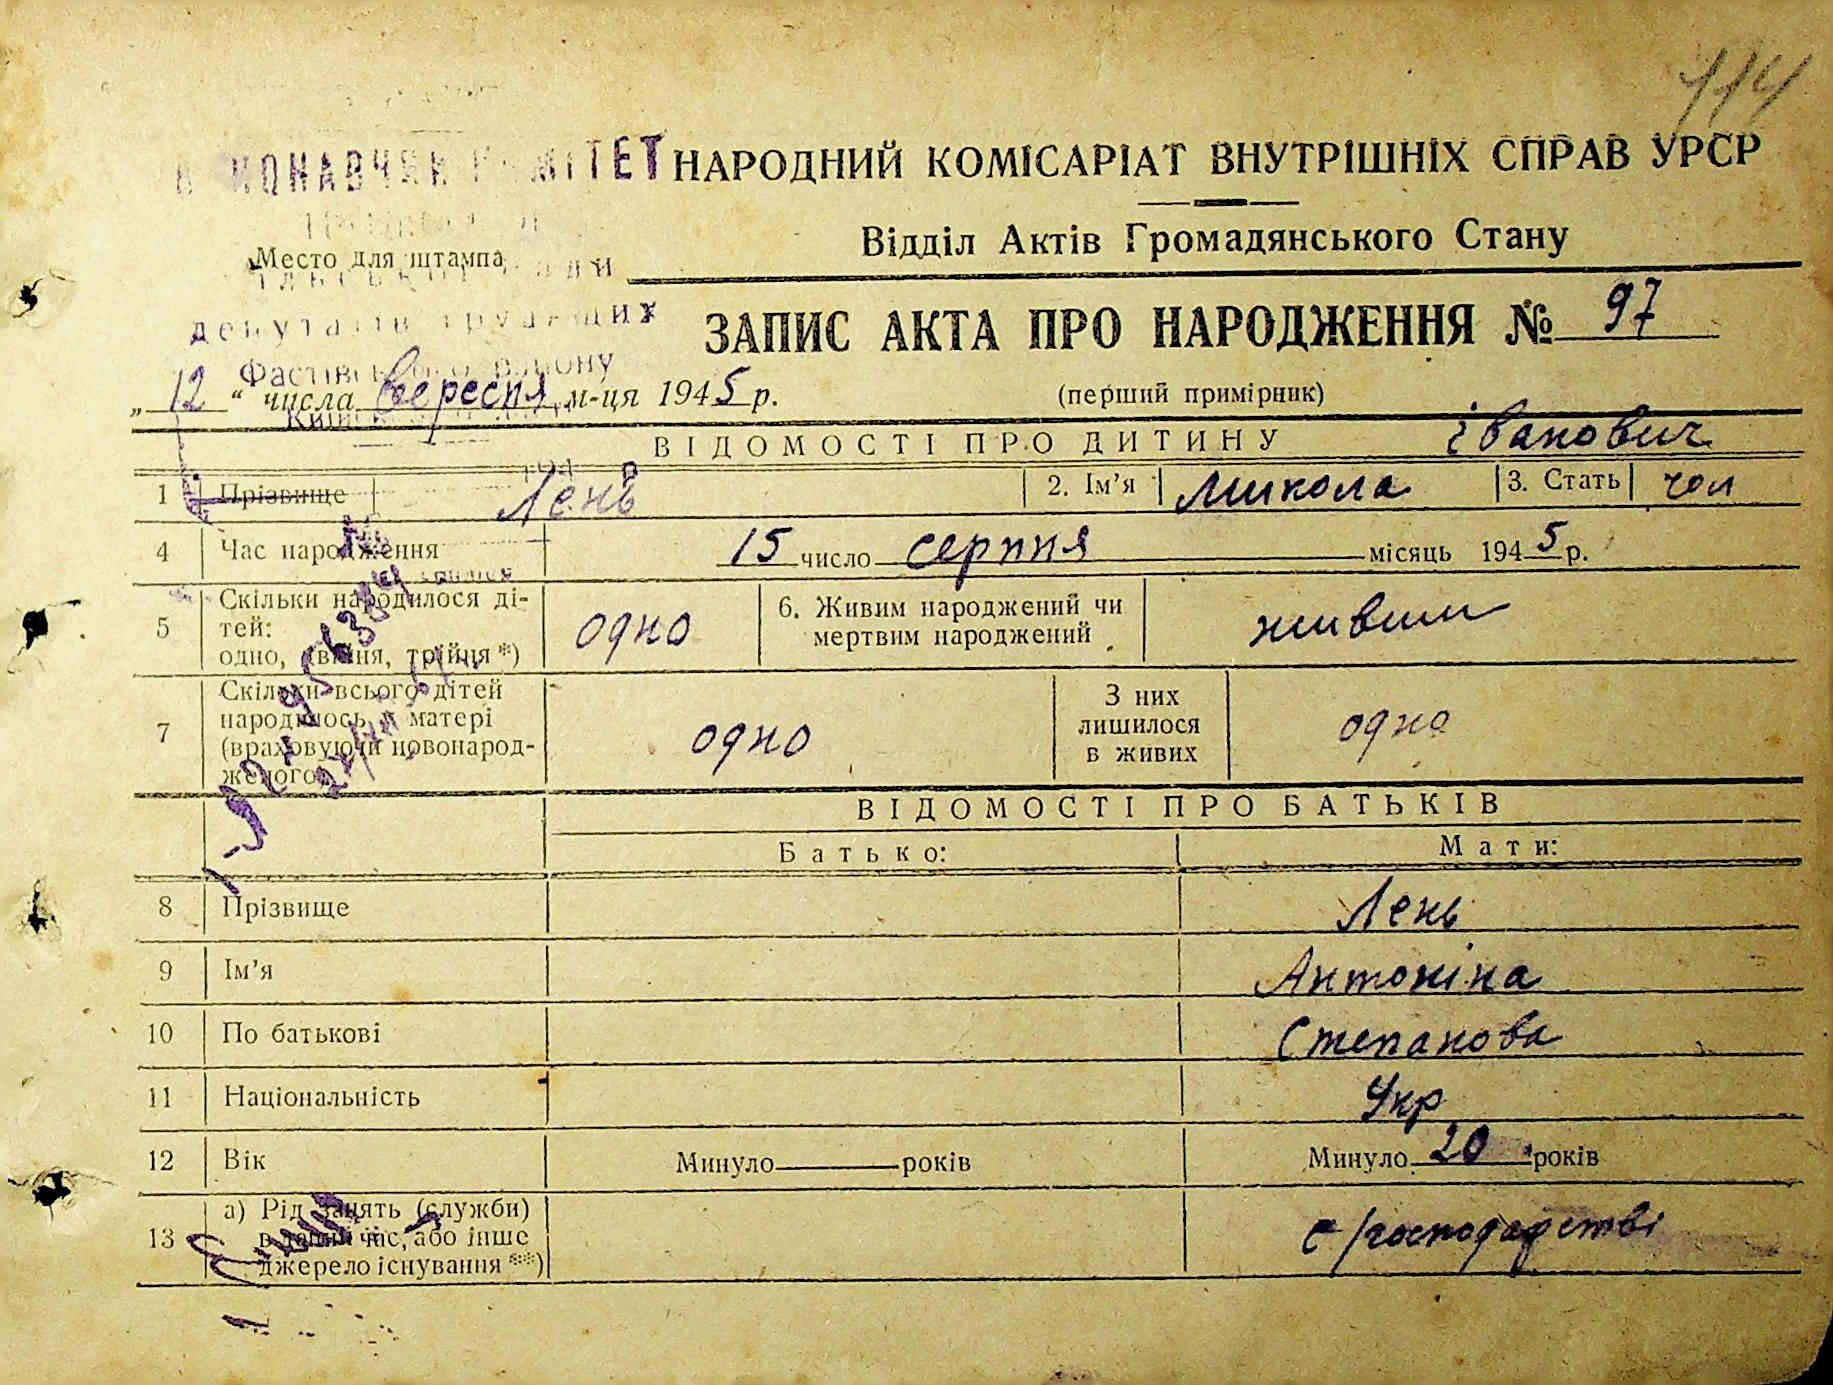 114
КОМІТЕТ НАРОДНИЙ КОМІСАРІАТ ВНУТРІШНІХ СПРАВ УРСР
Место для штампа
Відділ Актів Громадянського Стану
депутатів трудящих
ЗАПИС АКТА ПРО НАРОДЖЕННЯ № 97
Фастівського району
„ 12 “ числа вересня м-ця 1945 р.
(перший примірник)
ВІДОМОСТІ ПРО ДИТИНУ
іванович
1 Прізвище Лень 2. Ім’я Микола 3. Стать чол
4 Час народження 15 число серпня місяць 1945 р.
5 Скільки народилося ді-
тей:
одно, двійня, трійня *)
одно
6. Живим народжений чи
мертвим народжений
живим
7 Скільки всього дітей
народилось у матері
(враховуючи новонарод-
женого)
одно
З них
лишилося
в живих
одно
ВІДОМОСТІ ПРО БАТЬКІВ
Батько: Мати:
8 Прізвище Лень
9 Ім’я Антоніна
10 По батькові Степанова
11 Національність Укр
12 Вік Минуло років Минуло 20 років
13 а) Рід занять (служби)
в даний час, або інше
джерело існування **)
с/господарстві